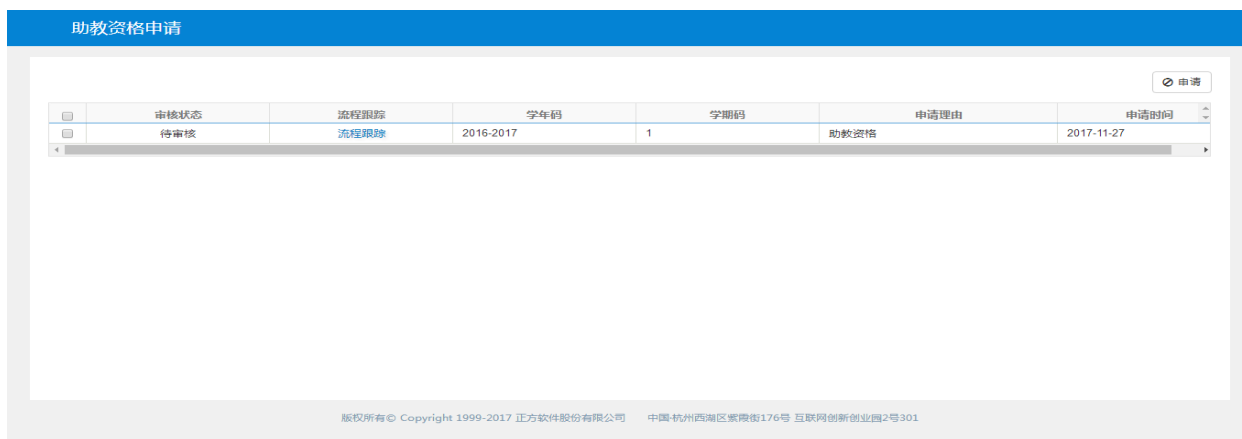 助教资格申请
申请
审核状态 流程跟踪 学年码 学期码 申请理由 申请时间
待审核 流程跟踪 2016-2017 1 助教资格 2017-11-27
版权所有© Copyright 1999-2017 正方软件股份有限公司 中国·杭州西湖区紫霞街176号 互联网创新创业园2号301